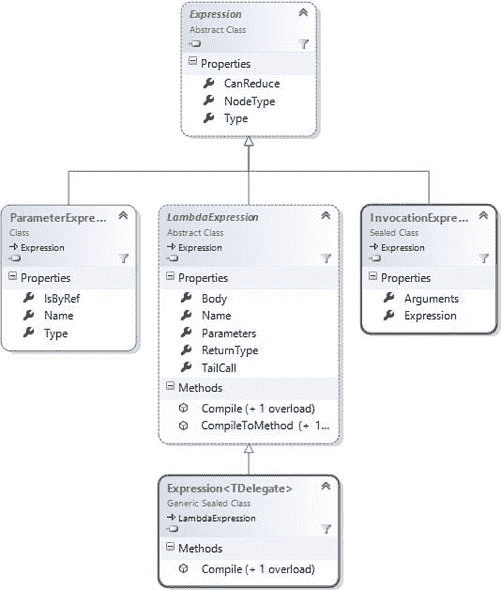 Expression
Abstract Class
Properties
CanReduce
NodeType
Type
ParameterExpre...
Class
Expression
Properties
IsByRef
Name
Type
LambdaExpression
Abstract Class
Expression
Properties
Body
Name
Parameters
ReturnType
TailCall
Methods
Compile (+ 1 overload)
CompileToMethod (+ 1...
InvocationExpre...
Sealed Class
Expression
Properties
Arguments
Expression
Expression<TDelegate>
Generic Sealed Class
LambdaExpression
Methods
Compile (+ 1 overload)